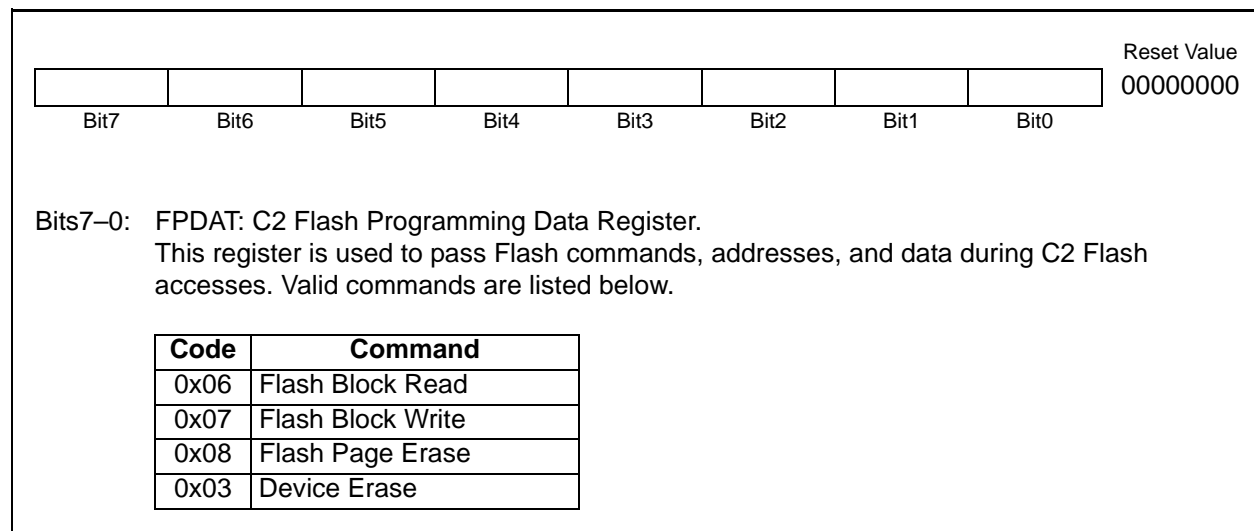 Reset Value
00000000
Bit7 Bit6 Bit5 Bit4 Bit3 Bit2 Bit1 Bit0
Bits7–0: FPDAT: C2 Flash Programming Data Register.
This register is used to pass Flash commands, addresses, and data during C2 Flash
accesses. Valid commands are listed below.
Code Command
0x06 Flash Block Read
0x07 Flash Block Write
0x08 Flash Page Erase
0x03 Device Erase